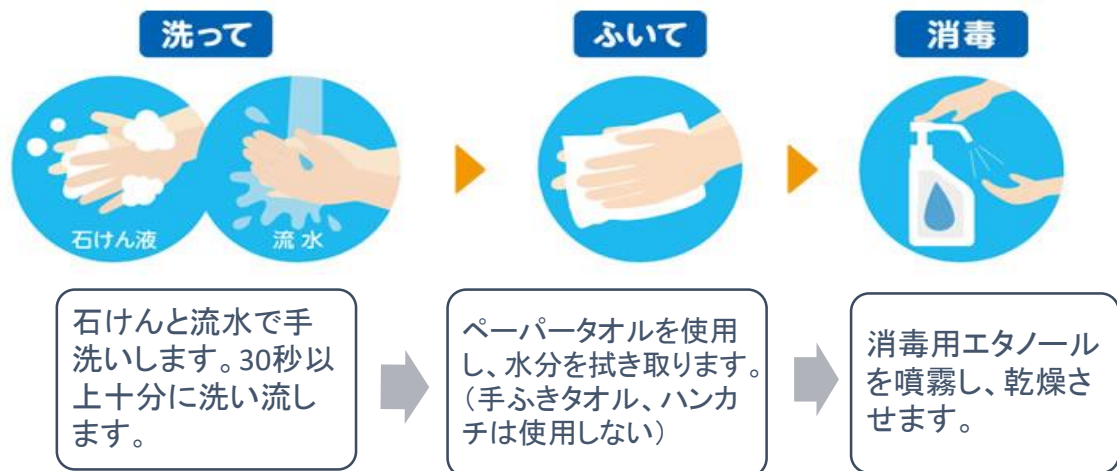 洗って
ふいて
消毒
石けん液
流水
石けんと流水で手
洗いします。30秒以
上十分に洗い流し
ます。
ペーパータオルを使用
し、水分を拭き取ります。
（手ふきタオル、ハンカ
チは使用しない）
消毒用エタノール
を噴霧し、乾燥さ
せます。